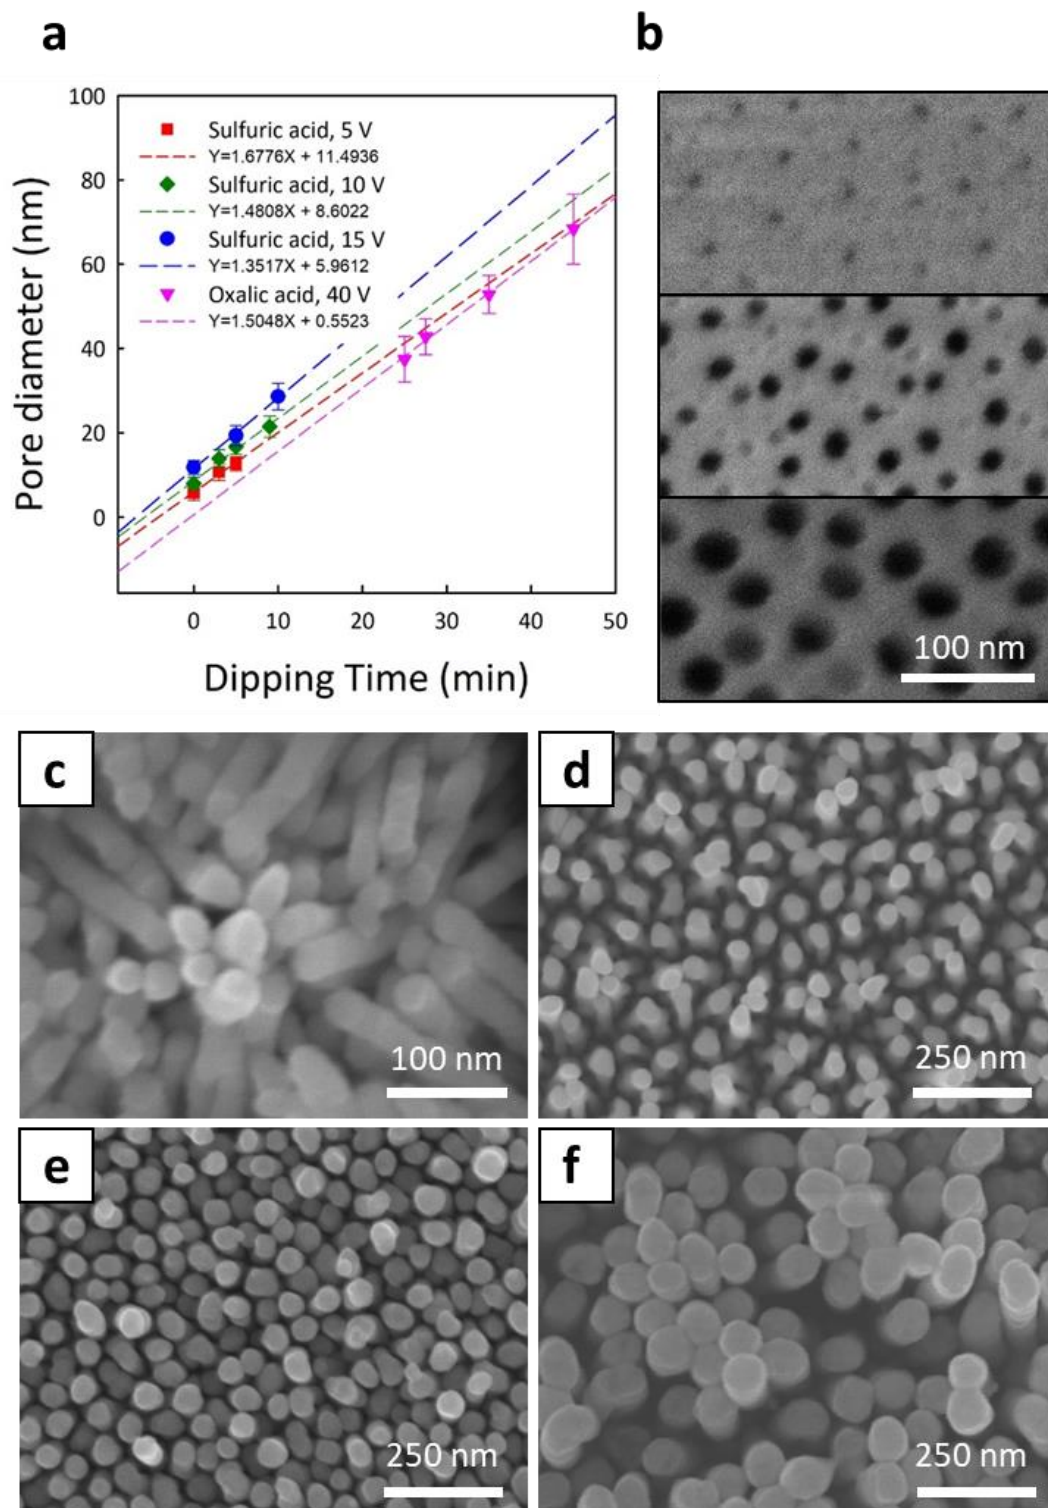 a
b
100
80
60
40
20
0
Pore diameter (nm)
Sulfuric acid, 5 V
Y=1.6776X + 11.4936
Sulfuric acid, 10 V
Y=1.4808X + 8.6022
Sulfuric acid, 15 V
Y=1.3517X + 5.9612
Oxalic acid, 40 V
Y=1.5048X + 0.5523
0 10 20 30 40 50
Dipping Time (min)
100 nm
c
100 nm
d
250 nm
e
250 nm
f
250 nm